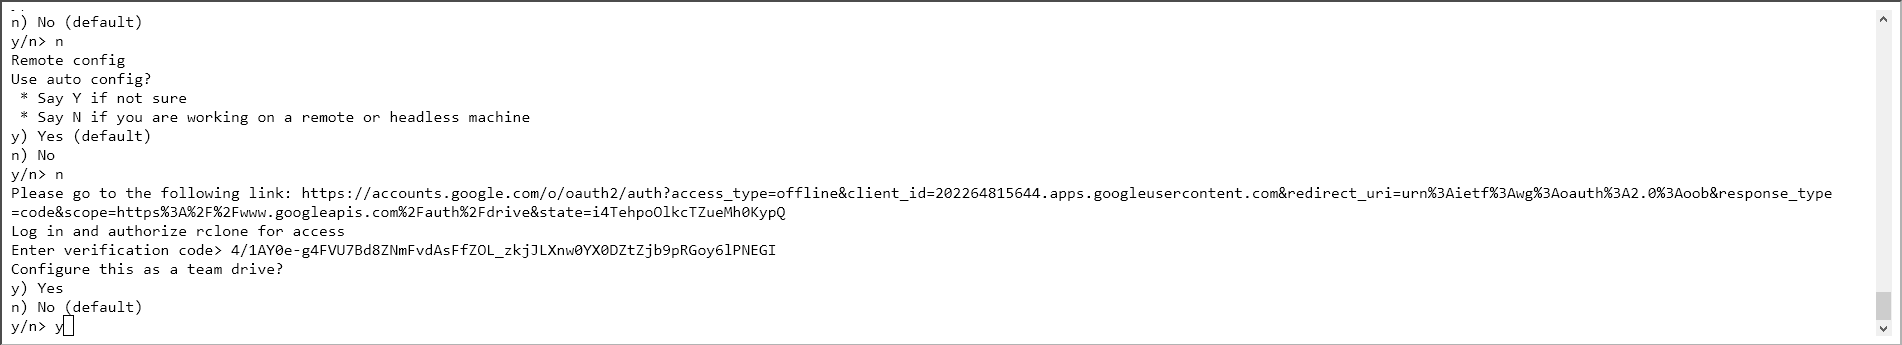 n) No (default)
y/n> n
Remote config
Use auto config?
 * Say Y if not sure
 * Say N if you are working on a remote or headless machine
y) Yes (default)
n) No
y/n> n
Please go to the following link: https://accounts.google.com/o/oauth2/auth?access_type=offline&client_id=202264815644.apps.googleusercontent.com&redirect_uri=urn%3Aietf%3Awg%3Aoauth%3A2.0%3Aoob&response_type
=code&scope=https%3A%2F%2Fwww.googleapis.com%2Fauth%2Fdrive&state=i4TehpoOlkcTZueMh0KypQ
Log in and authorize rclone for access
Enter verification code> 4/1AY0e-g4FVU7Bd8ZNmFvdAsFfZOL_zkjJLXnw0YX0DZtZjb9pRGoy6lPNEGI
Configure this as a team drive?
y) Yes
n) No (default)
y/n> y